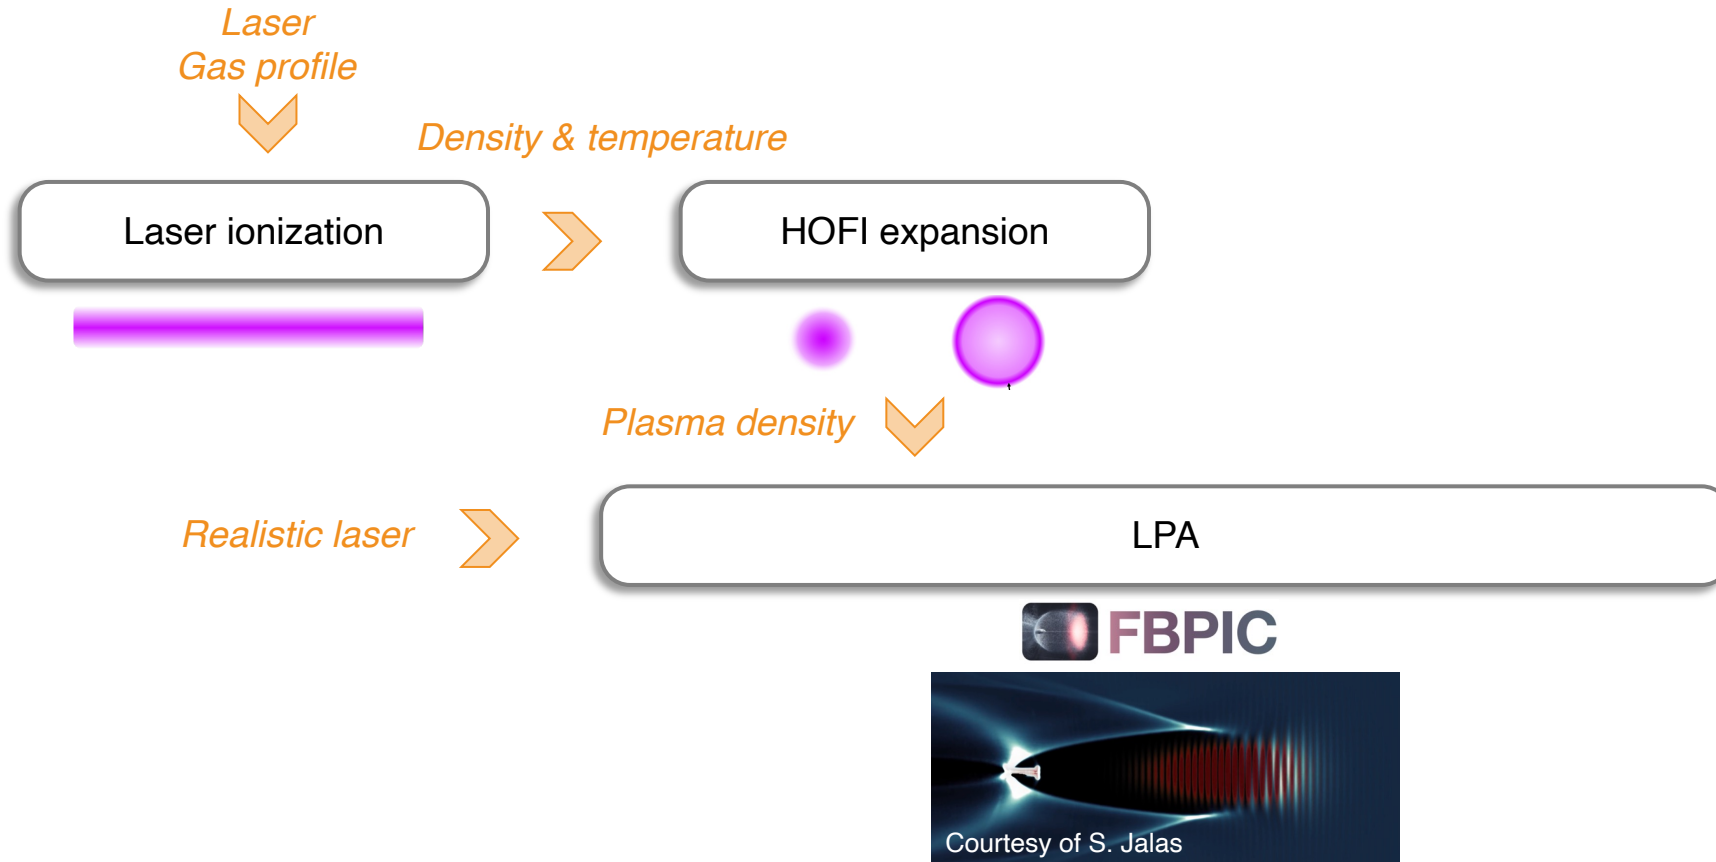 Laser
Gas profile
Density & temperature
Laser ionization
HOFI expansion
Plasma density
Realistic laser
LPA
FBPIC
Courtesy of S. Jalas